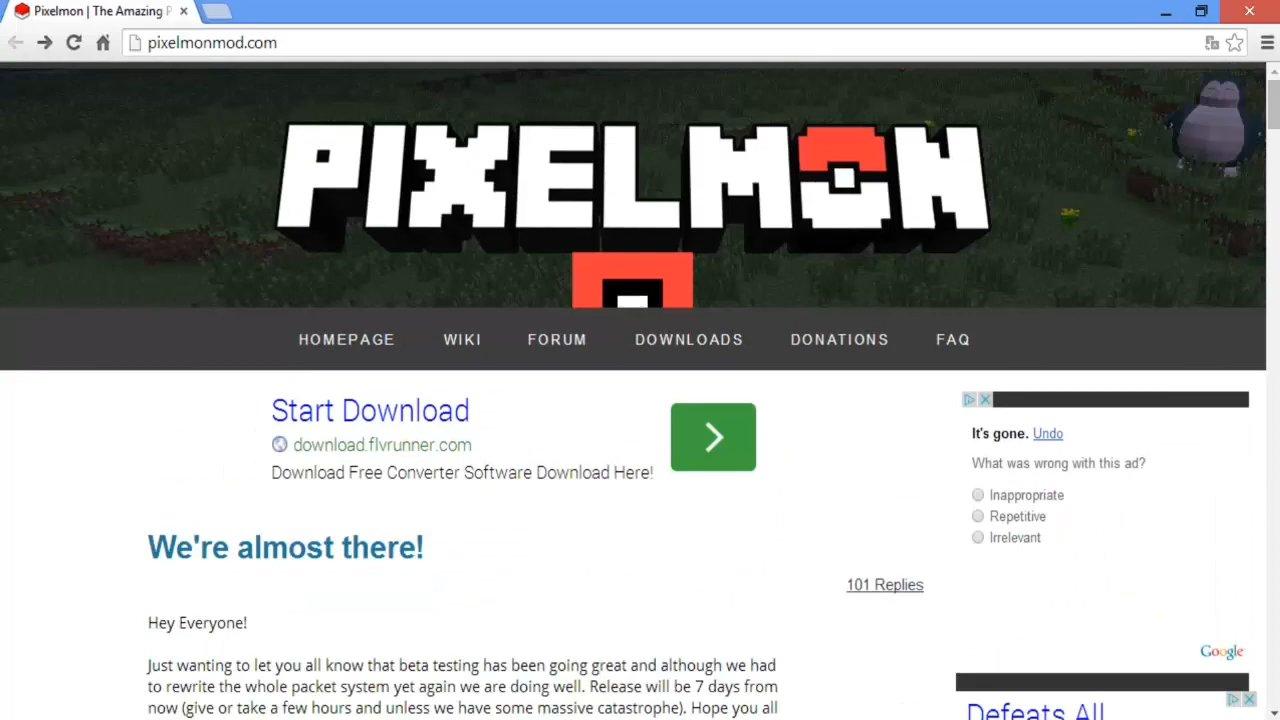 Pixelmon | The Amazing P
pixelmonmod.com
PIXELMON
HOMEPAGE WIKI FORUM DOWNLOADS DONATIONS FAQ
Start Download
download.flvrunner.com
Download Free Converter Software Download Here!
It's gone. Undo
What was wrong with this ad?
Inappropriate
Repetitive
Irrelevant
Google
Defeats All
We're almost there!
101 Replies
Hey Everyone!
Just wanting to let you all know that beta testing has been going great and although we had
to rewrite the whole packet system yet again we are doing well. Release will be 7 days from
now (give or take a few hours and unless we have some massive catastrophe). Hope you all